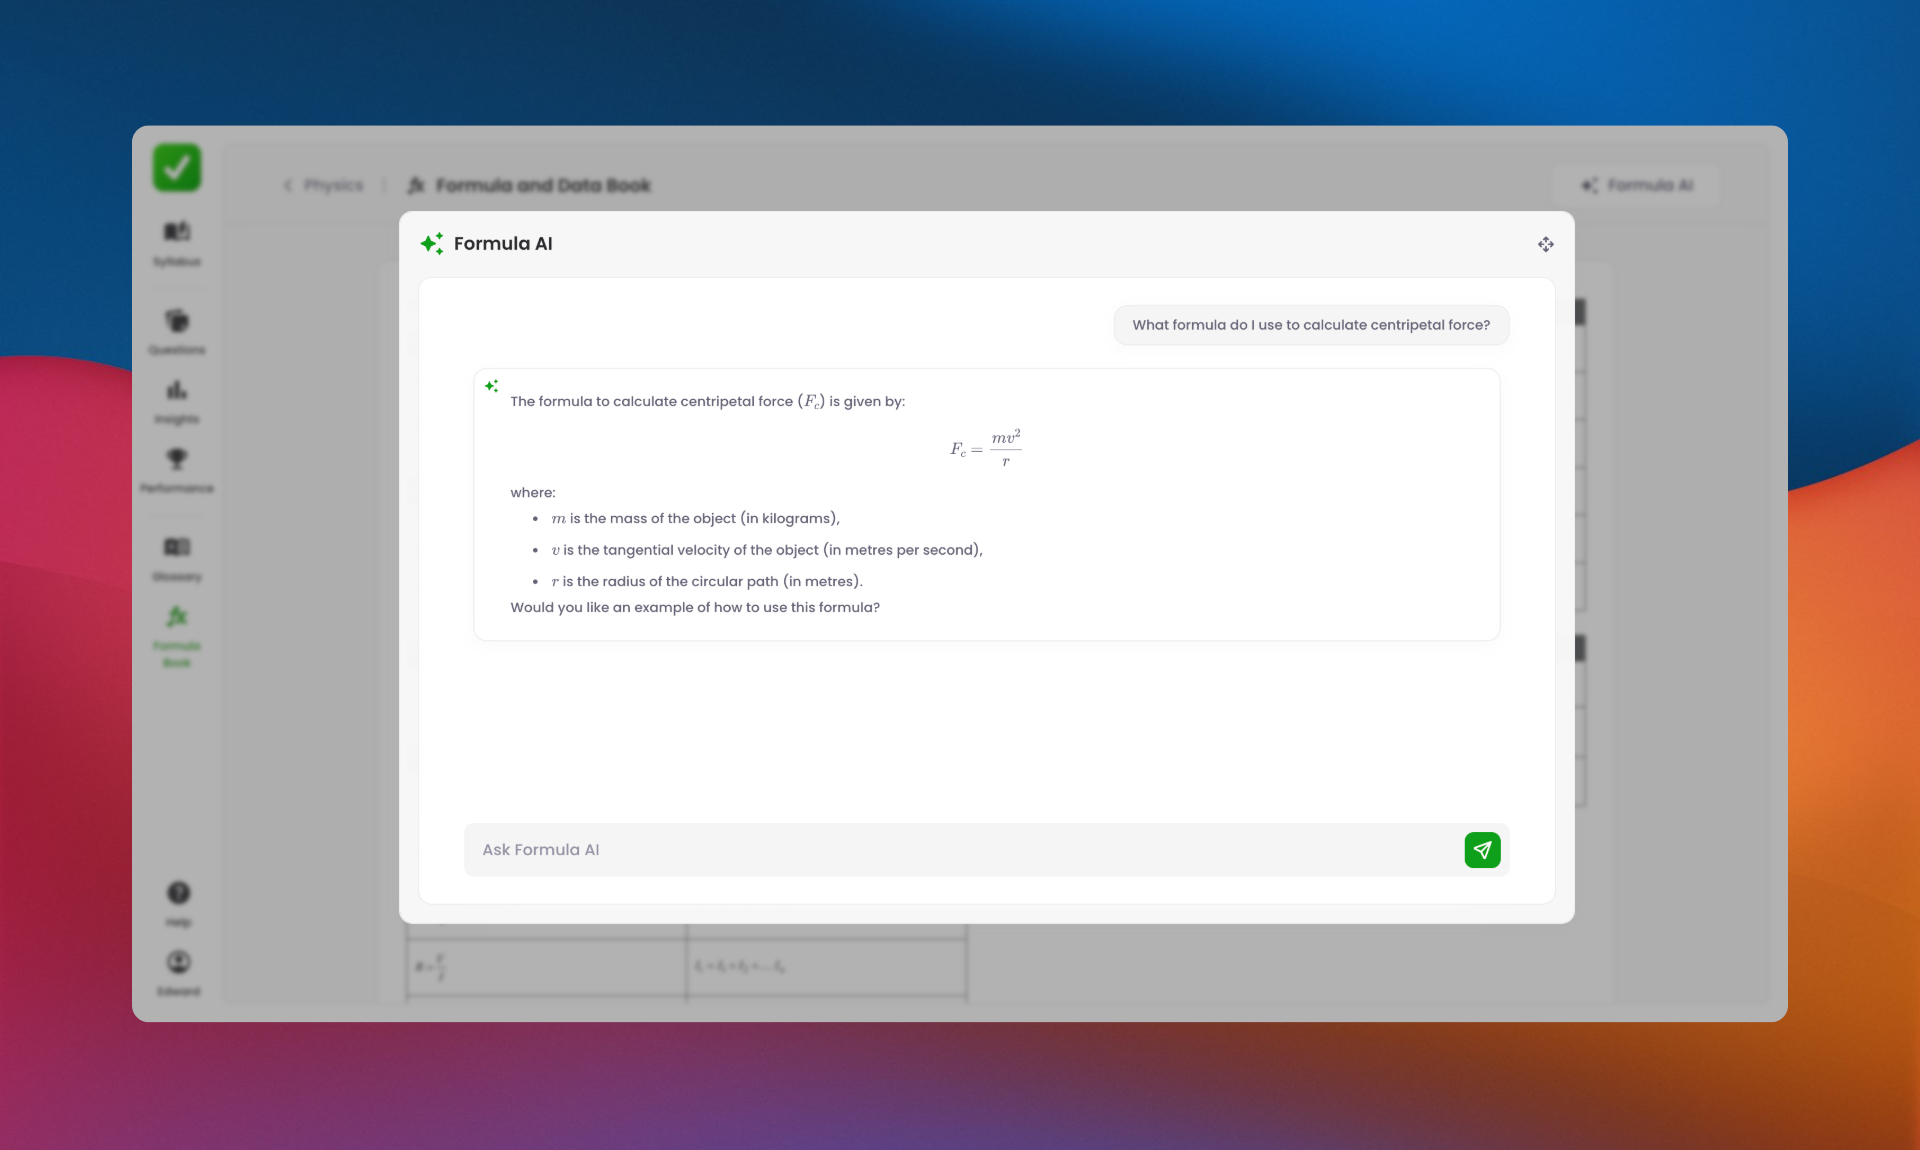 Physics
Formula and Data Book
Formula AI
Syllabus
Questions
Insights
Performance
Glossary
Formula
Book
Help
Edward
Formula AI
What formula do I use to calculate centripetal force?
The formula to calculate centripetal force (F_c) is given by:
F_c = mv²/r
where:
• m is the mass of the object (in kilograms),
• v is the tangential velocity of the object (in metres per second),
• r is the radius of the circular path (in metres).
Would you like an example of how to use this formula?
Ask Formula AI